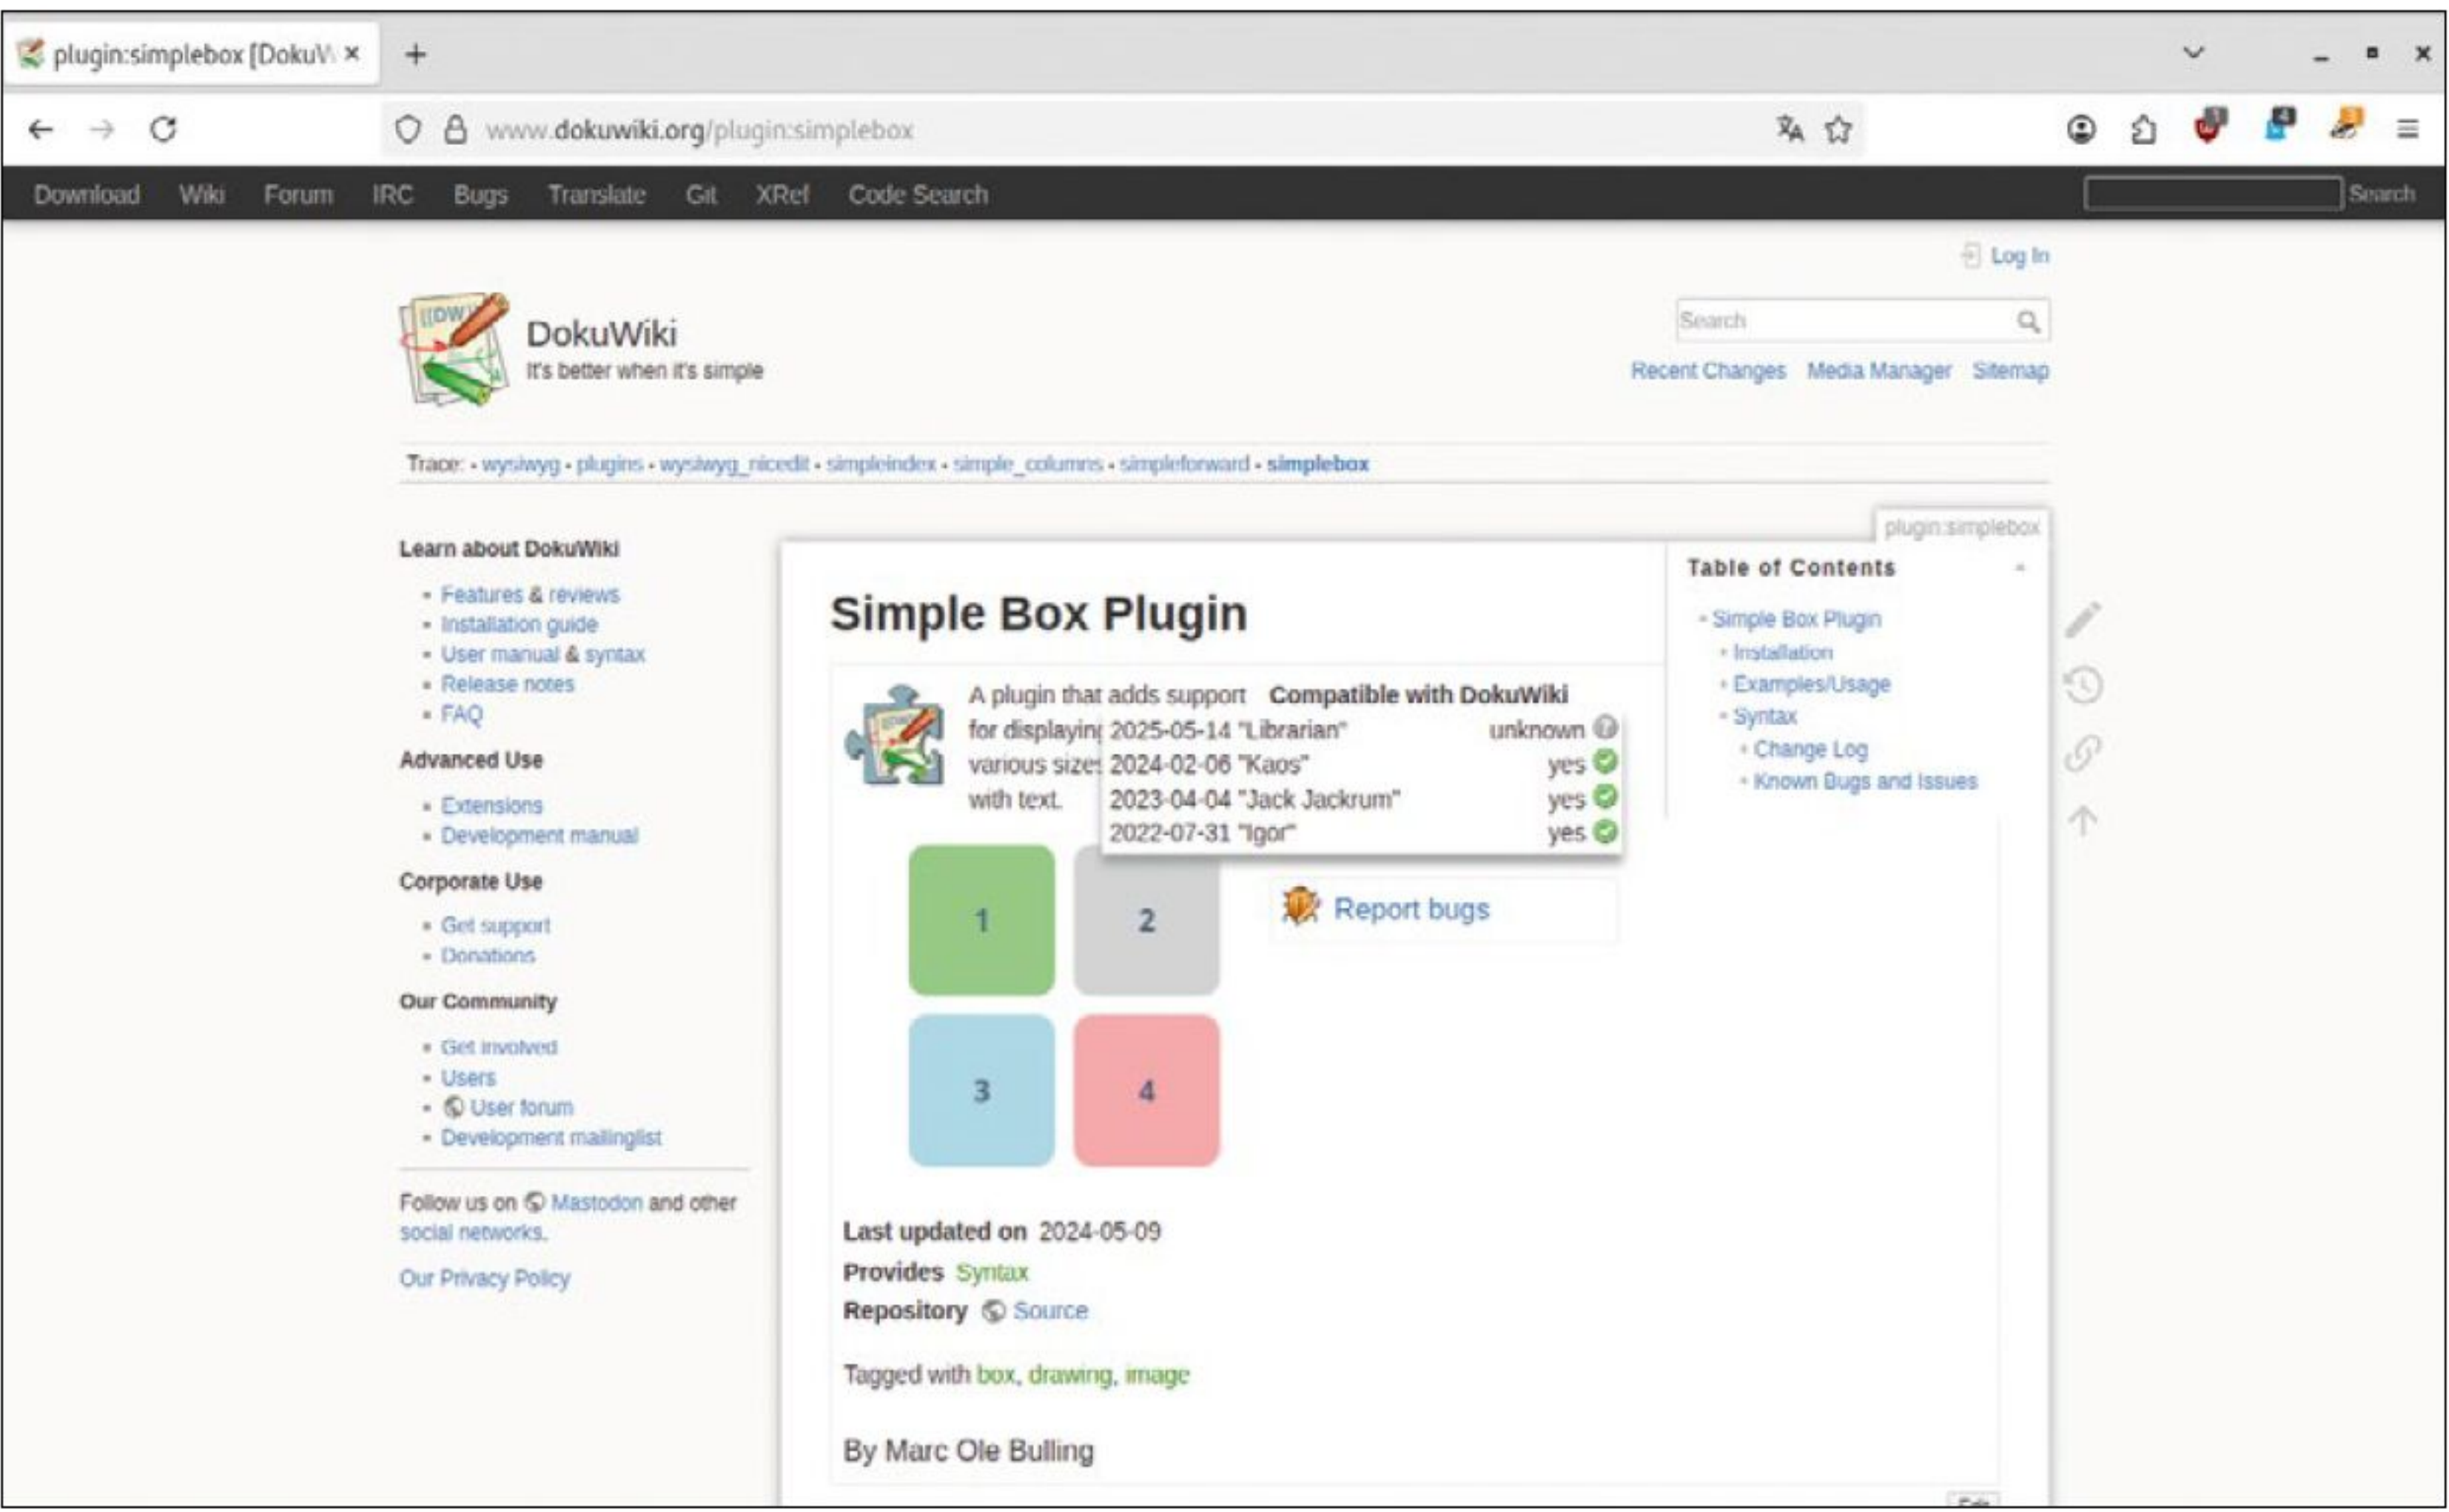 plugin:simplebox [DokuW
www.dokuwiki.org/plugin:simplebox
Download Wiki Forum IRC Bugs Translate Git XRef Code Search Search
Log In
DokuWiki
It's better when it's simple
Search
Recent Changes Media Manager Sitemap
Trace: • wysiwyg • plugins • wysiwyg_nicedit • simpleindex • simple_columns • simpleforward • simplebox
plugin:simplebox
Learn about DokuWiki
Features & reviews
Installation guide
User manual & syntax
Release notes
FAQ
Advanced Use
Extensions
Development manual
Corporate Use
Get support
Donations
Our Community
Get involved
Users
User forum
Development mailinglist
Follow us on Mastodon and other
social networks.
Our Privacy Policy
Simple Box Plugin
A plugin that adds support
for displaying
various sizes
with text.
Compatible with DokuWiki
2025-05-14 "Librarian" unknown
2024-02-06 "Kaos" yes
2023-04-04 "Jack Jackrum" yes
2022-07-31 "Igor" yes
1 2
3 4
Report bugs
Last updated on 2024-05-09
Provides Syntax
Repository Source
Tagged with box, drawing, image
By Marc Ole Bulling
Table of Contents
Simple Box Plugin
Installation
Examples/Usage
Syntax
Change Log
Known Bugs and Issues